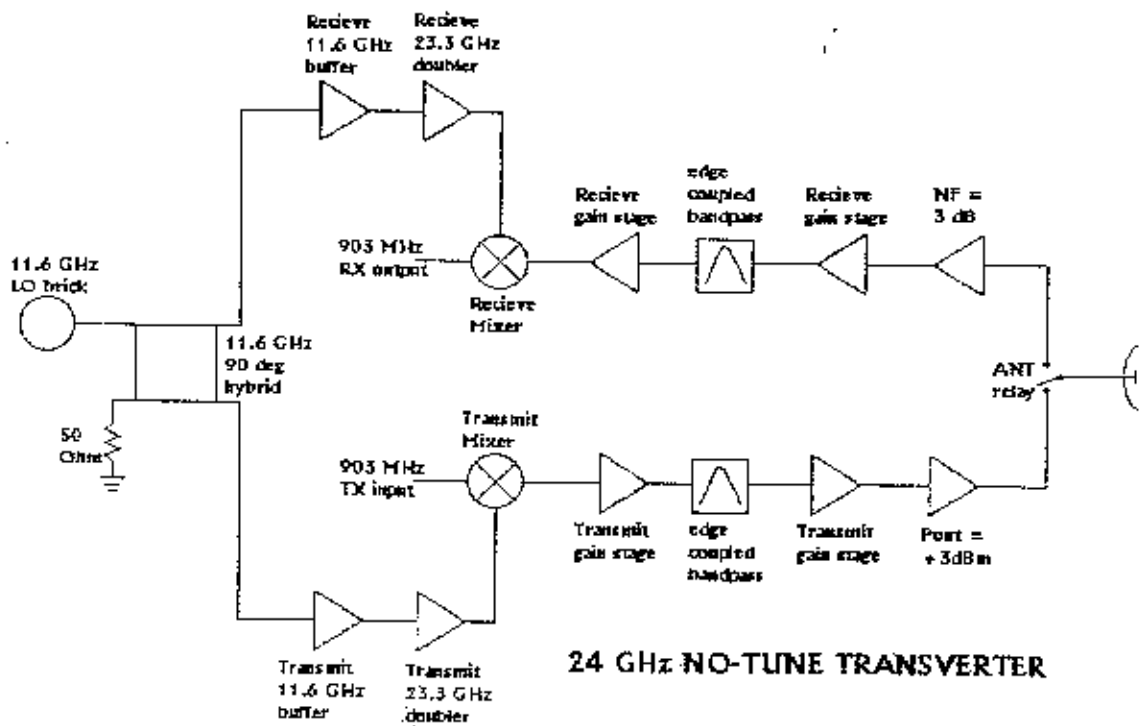 Recieve
11.6 GHz
buffer
Recieve
23.3 GHz
doubler
Recieve
gain stage
edge
coupled
bandpass
Recieve
gain stage
NF =
3 dB
903 MHz
RX output
Recieve
Mixer
11.6 GHz
LO brick
11.6 GHz
90 deg
hybrid
50
Ohm
ANT
relay
Transmit
Mixer
903 MHz
TX input
Transmit
gain stage
edge
coupled
bandpass
Transmit
gain stage
Pout =
+3dBm
Transmit
11.6 GHz
buffer
Transmit
23.3 GHz
doubler
24 GHz NO-TUNE TRANSVERTER